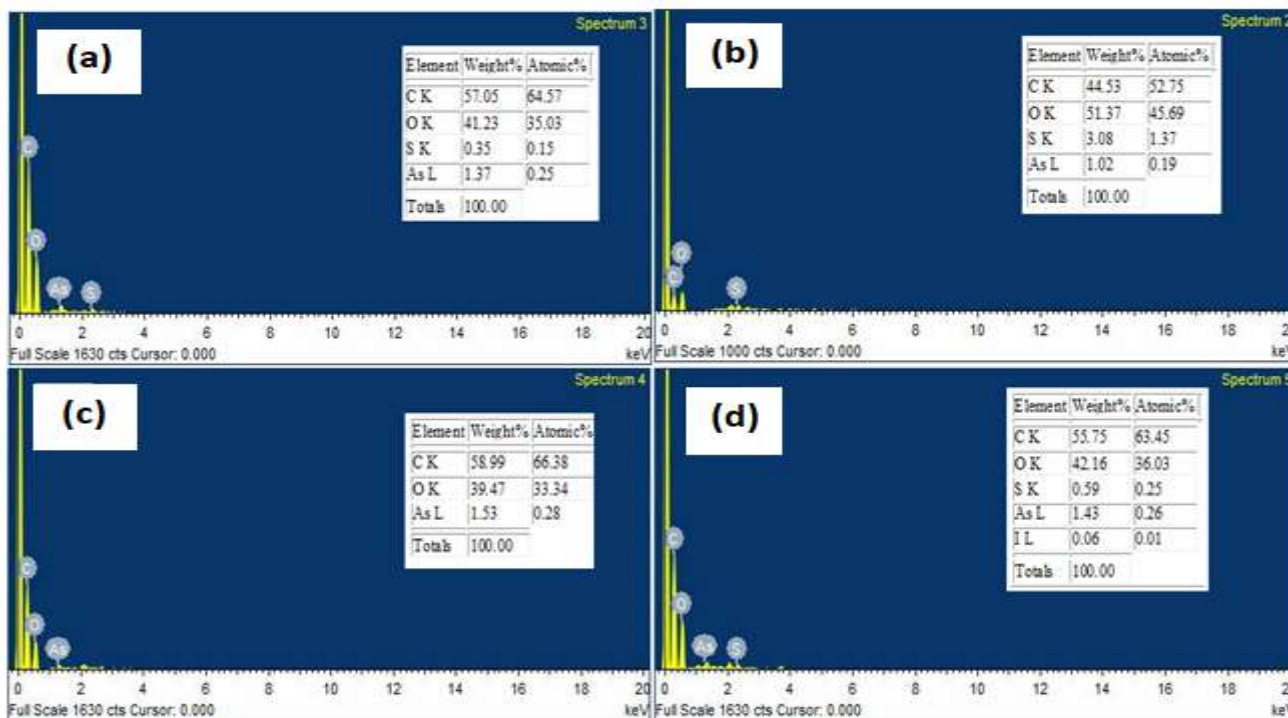 Spectrum 3
(a)
Element Weight% Atomic%
C K 57.05 64.57
O K 41.23 35.03
S K 0.35 0.15
As L 1.37 0.25
Totals 100.00
C
O
As
S
0 2 4 6 8 10 12 14 16 18 20
Full Scale 1630 cts Cursor: 0.000 keV
Spectrum 2
(b)
Element Weight% Atomic%
C K 44.53 52.75
O K 51.37 45.69
S K 3.08 1.37
As L 1.02 0.19
Totals 100.00
O
C
S
0 2 4 6 8 10 12 14 16 18 20
Full Scale 1000 cts Cursor: 0.000 keV
Spectrum 4
(c)
Element Weight% Atomic%
C K 58.99 66.38
O K 39.47 33.34
As L 1.53 0.28
Totals 100.00
C
O
As
0 2 4 6 8 10 12 14 16 18 20
Full Scale 1630 cts Cursor: 0.000 keV
Spectrum 5
(d)
Element Weight% Atomic%
C K 55.75 63.45
O K 42.16 36.03
S K 0.59 0.25
As L 1.43 0.26
I L 0.06 0.01
Totals 100.00
C
O
As
S
0 2 4 6 8 10 12 14 16 18 20
Full Scale 1630 cts Cursor: 0.000 keV